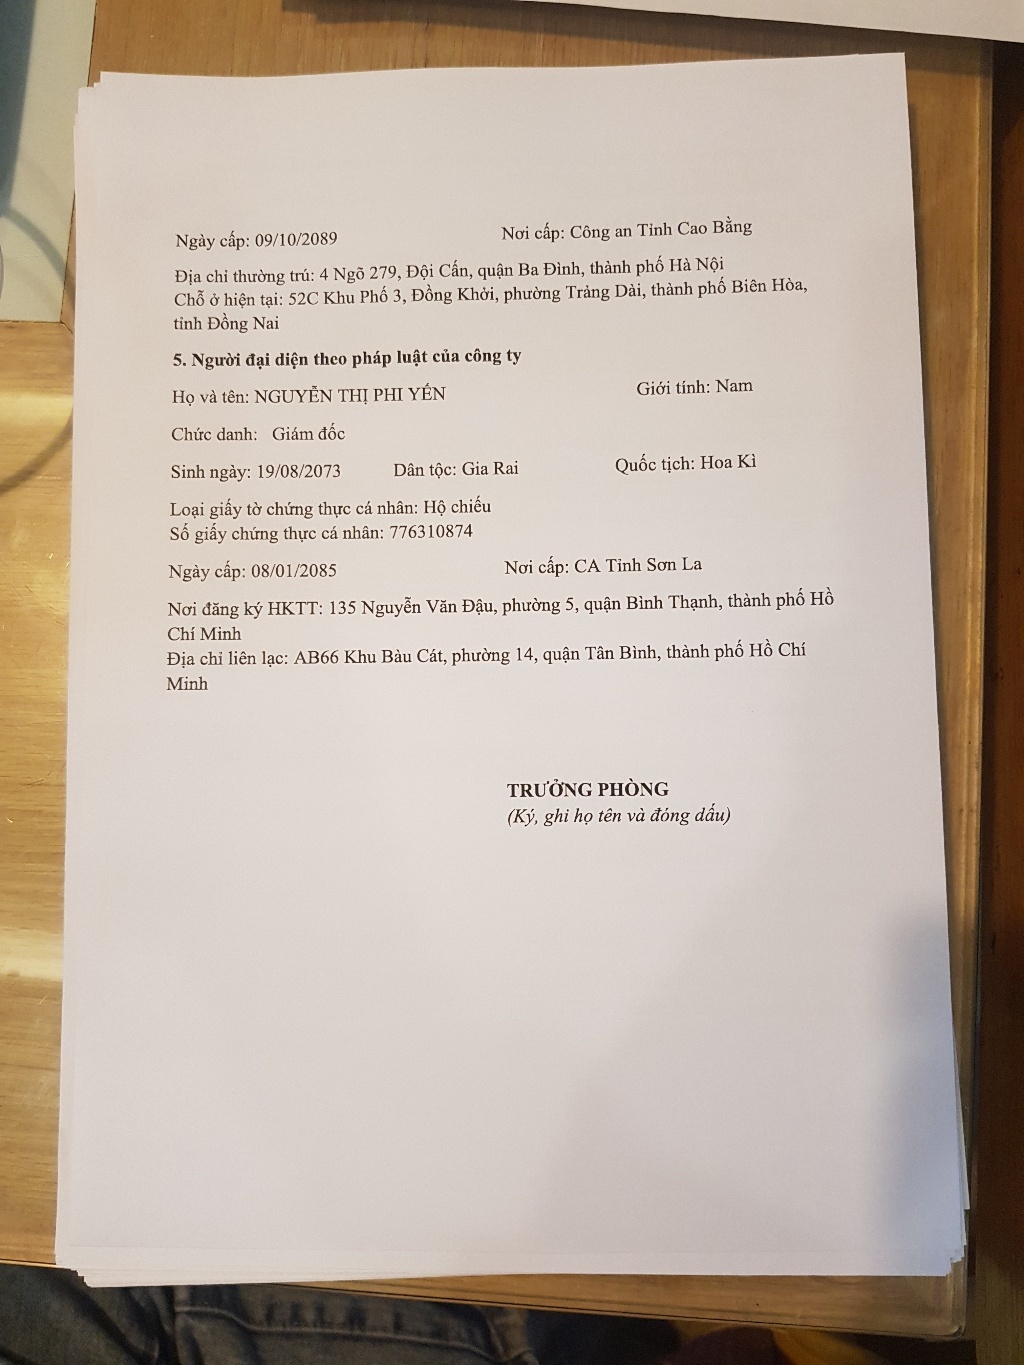 Ngày cấp: 09/10/2089 Nơi cấp: Công an Tỉnh Cao Bằng
Địa chỉ thường trú: 4 Ngõ 279, Đội Cấn, quận Ba Đình, thành phố Hà Nội
Chỗ ở hiện tại: 52C Khu Phố 3, Đồng Khởi, phường Trảng Dài, thành phố Biên Hòa,
tỉnh Đồng Nai
5. Người đại diện theo pháp luật của công ty
Họ và tên: NGUYỄN THỊ PHI YẾN Giới tính: Nam
Chức danh: Giám đốc
Sinh ngày: 19/08/2073 Dân tộc: Gia Rai Quốc tịch: Hoa Kì
Loại giấy tờ chứng thực cá nhân: Hộ chiếu
Số giấy chứng thực cá nhân: 776310874
Ngày cấp: 08/01/2085 Nơi cấp: CA Tỉnh Sơn La
Nơi đăng ký HKTT: 135 Nguyễn Văn Đậu, phường 5, quận Bình Thạnh, thành phố Hồ
Chí Minh
Địa chỉ liên lạc: AB66 Khu Bàu Cát, phường 14, quận Tân Bình, thành phố Hồ Chí
Minh
TRƯỞNG PHÒNG
(Ký, ghi họ tên và đóng dấu)